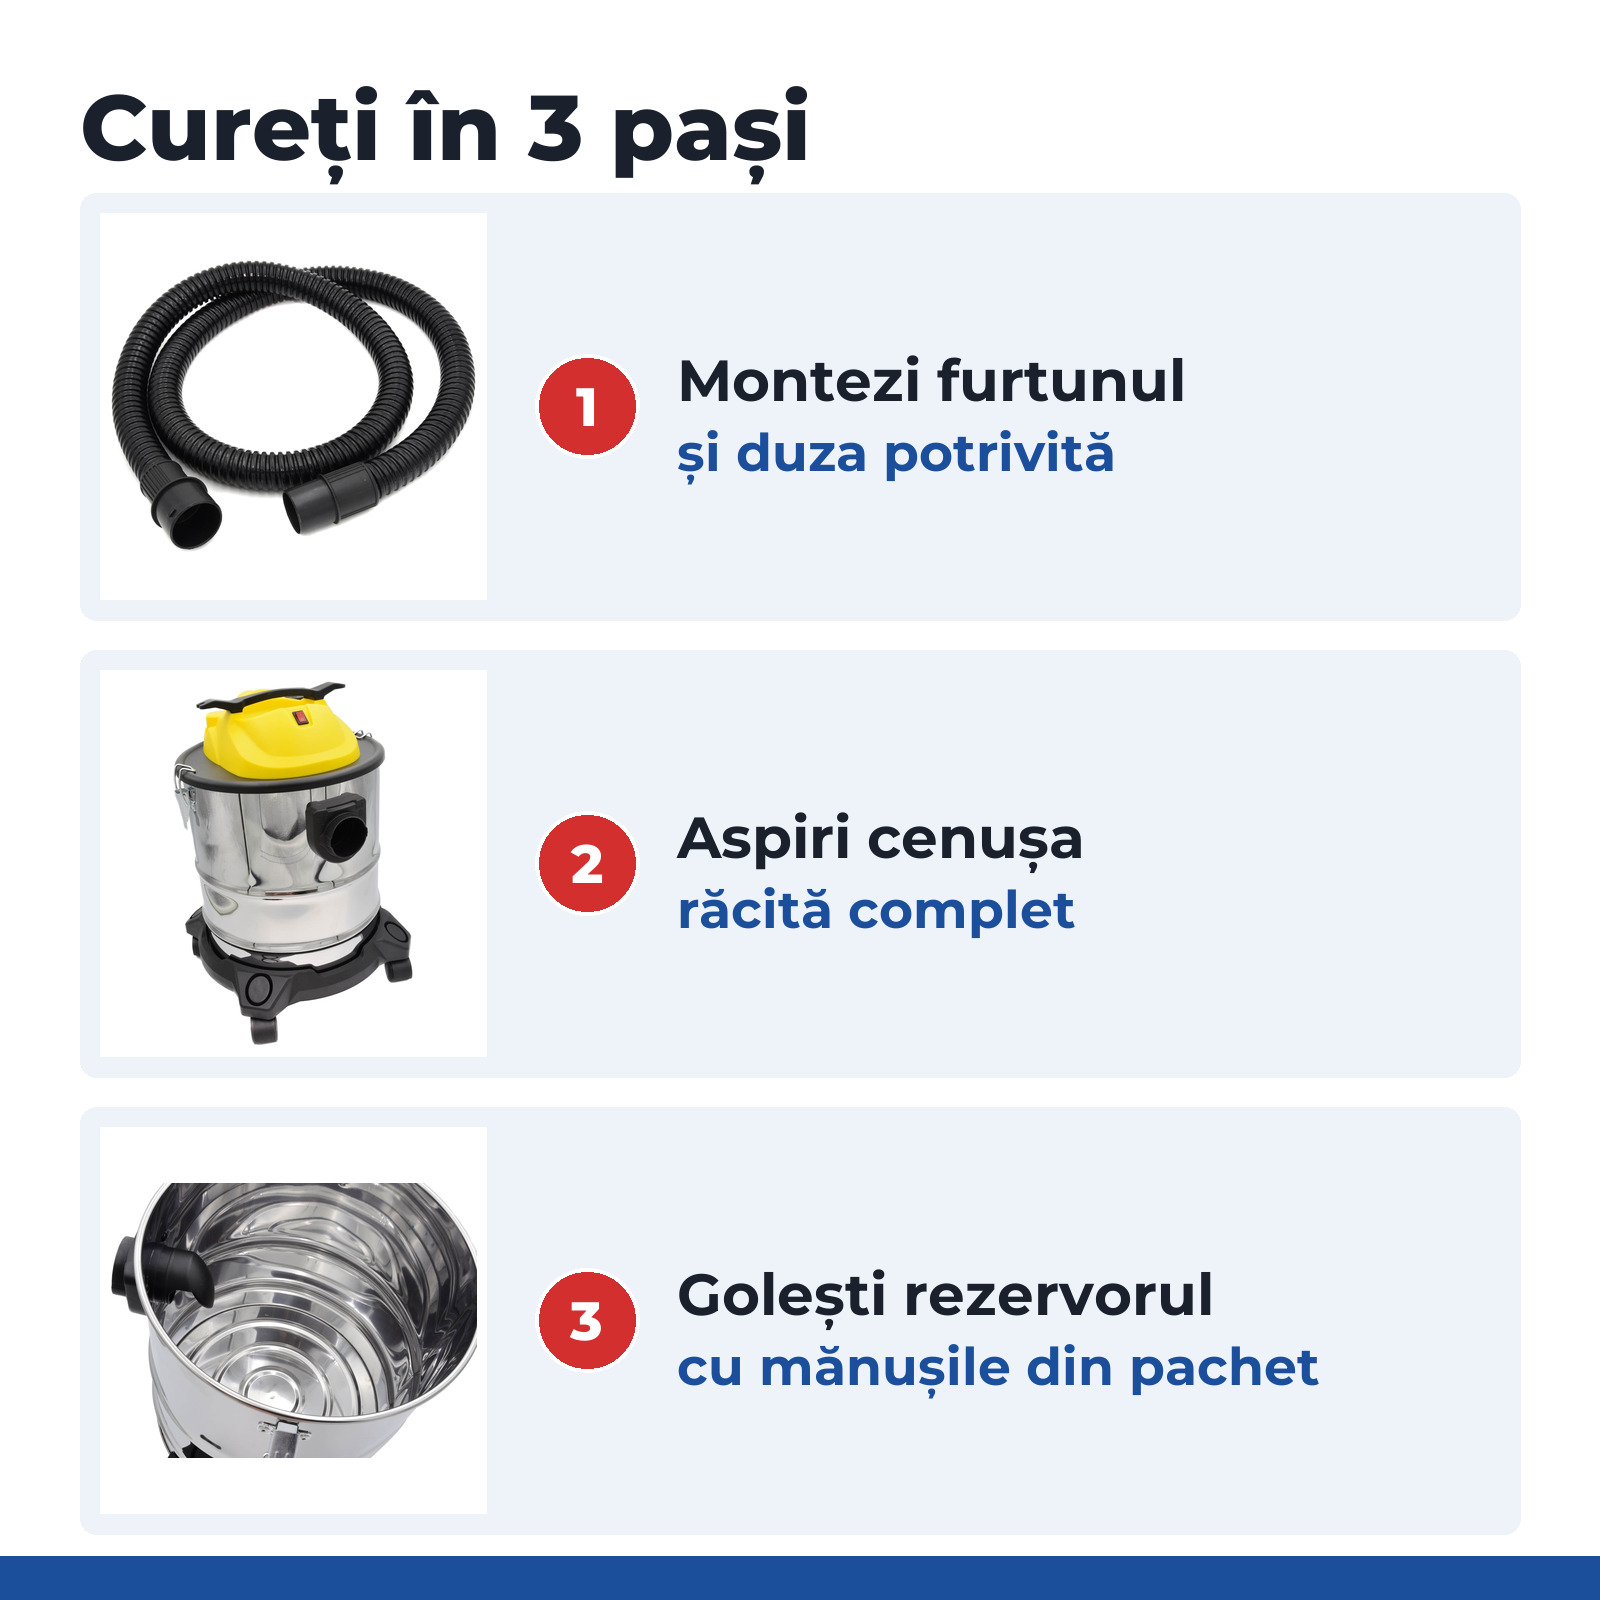 Cureți în 3 pași
1
Montezi furtunul
și duza potrivită
2
Aspiri cenușa
răcită complet
3
Golești rezervorul
cu mănușile din pachet